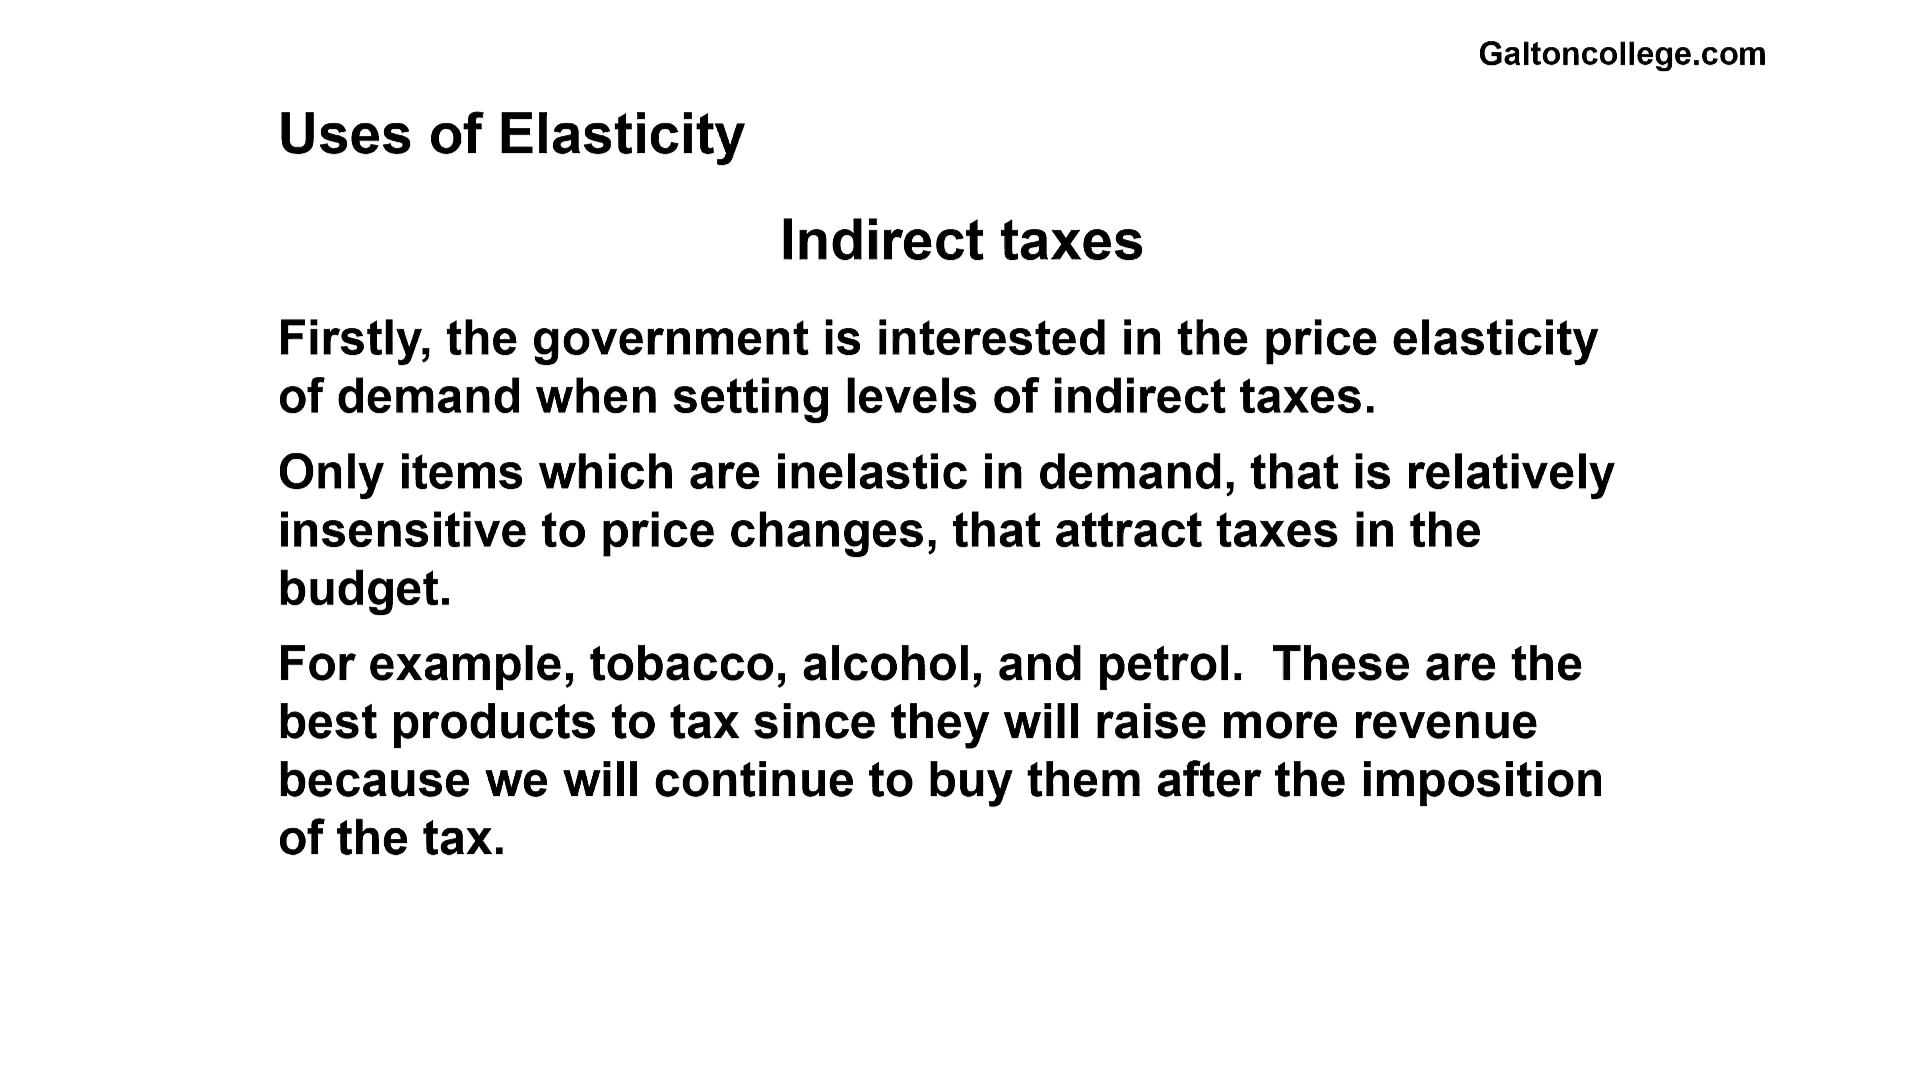 Galtoncollege.com
Uses of Elasticity
Indirect taxes
Firstly, the government is interested in the price elasticity
of demand when setting levels of indirect taxes.
Only items which are inelastic in demand, that is relatively
insensitive to price changes, that attract taxes in the
budget.
For example, tobacco, alcohol, and petrol.  These are the
best products to tax since they will raise more revenue
because we will continue to buy them after the imposition
of the tax.